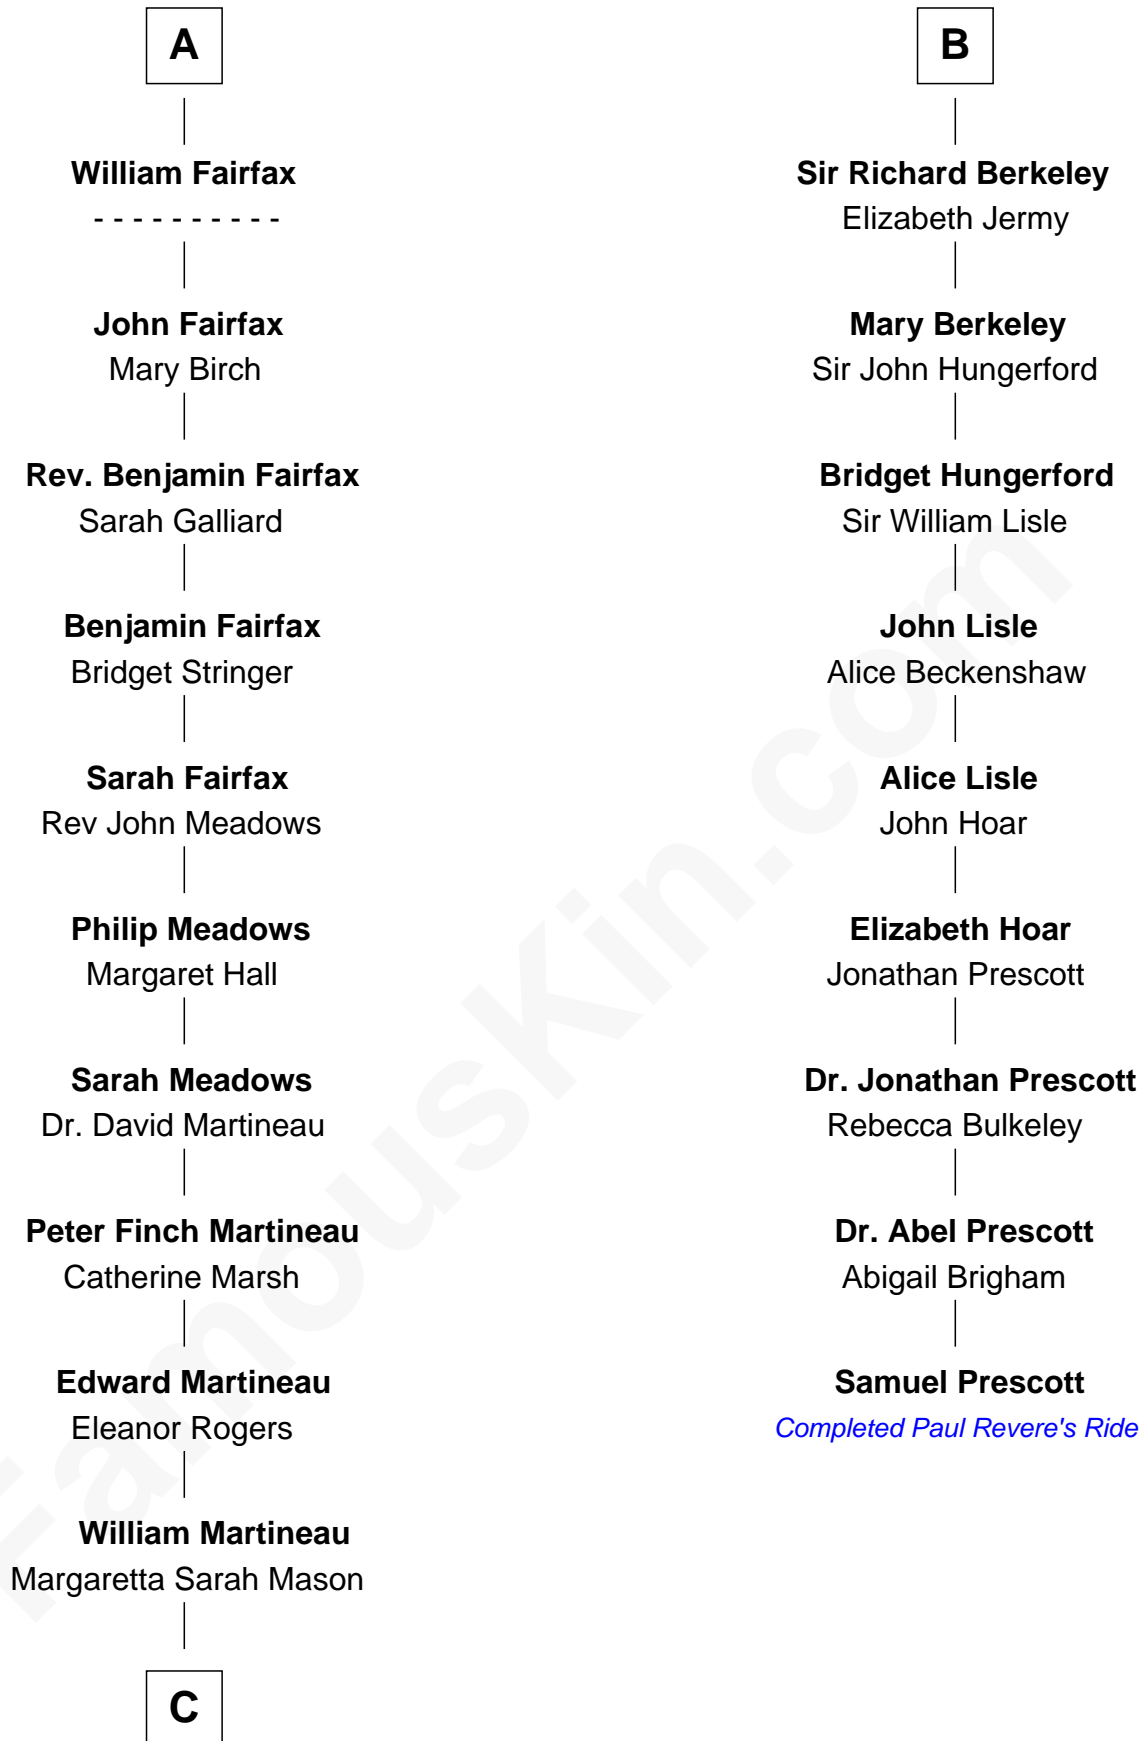 A
William Fairfax
- - - - - - - - - -
John Fairfax
Mary Birch
Rev. Benjamin Fairfax
Sarah Galliard
Benjamin Fairfax
Bridget Stringer
Sarah Fairfax
Rev John Meadows
Philip Meadows
Margaret Hall
Sarah Meadows
Dr. David Martineau
Peter Finch Martineau
Catherine Marsh
Edward Martineau
Eleanor Rogers
William Martineau
Margaretta Sarah Mason
C
B
Sir Richard Berkeley
Elizabeth Jermy
Mary Berkeley
Sir John Hungerford
Bridget Hungerford
Sir William Lisle
John Lisle
Alice Beckenshaw
Alice Lisle
John Hoar
Elizabeth Hoar
Jonathan Prescott
Dr. Jonathan Prescott
Rebecca Bulkeley
Dr. Abel Prescott
Abigail Brigham
Samuel Prescott
Completed Paul Revere's Ride
FamousKin.com